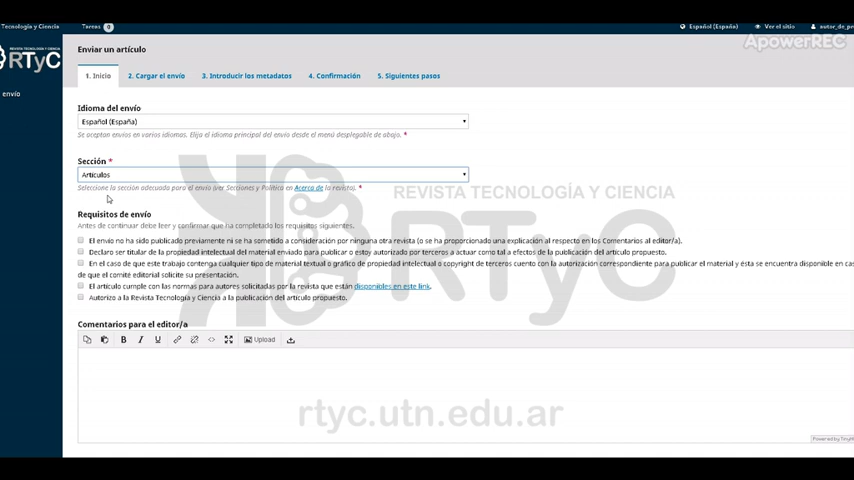 Tecnología y Ciencia Tareas 0 Español (España) Ver el sitio autor_de_pr
ApowerREC
REVISTA TECNOLOGÍA Y CIENCIA
RTyC
envío
Enviar un artículo
1. Inicio 2. Cargar el envío 3. Introducir los metadatos 4. Confirmación 5. Siguientes pasos
Idioma del envío
Español (España)
Se aceptan envíos en varios idiomas. Elija el idioma principal del envío desde el menú desplegable de abajo. *
Sección *
Artículos
Seleccione la sección adecuada para el envío (ver Secciones y Política en Acerca de la revista). *
REVISTA TECNOLOGÍA Y CIENCIA
RTyC
Requisitos de envío
Antes de continuar debe leer y confirmar que ha completado los requisitos siguientes.
El envío no ha sido publicado previamente ni se ha sometido a consideración por ninguna otra revista (o se ha proporcionado una explicación al respecto en los Comentarios al editor/a).
Declaro ser titular de la propiedad intelectual del material enviado para publicar o estoy autorizado por terceros a actuar como tal a efectos de la publicación del artículo propuesto.
En el caso de que este trabajo contenga cualquier tipo de material textual o gráfico de propiedad intelectual o copyright de terceros cuento con la autorización correspondiente para publicar el material y ésta se encuentra disponible en cas
de que el comité editorial solicite su presentación.
El artículo cumple con las normas para autores solicitadas por la revista que están disponibles en este link.
Autorizo a la Revista Tecnología y Ciencia a la publicación del artículo propuesto.
Comentarios para el editor/a
B I U Upload
rtyc.utn.edu.ar
Powered by TinyM